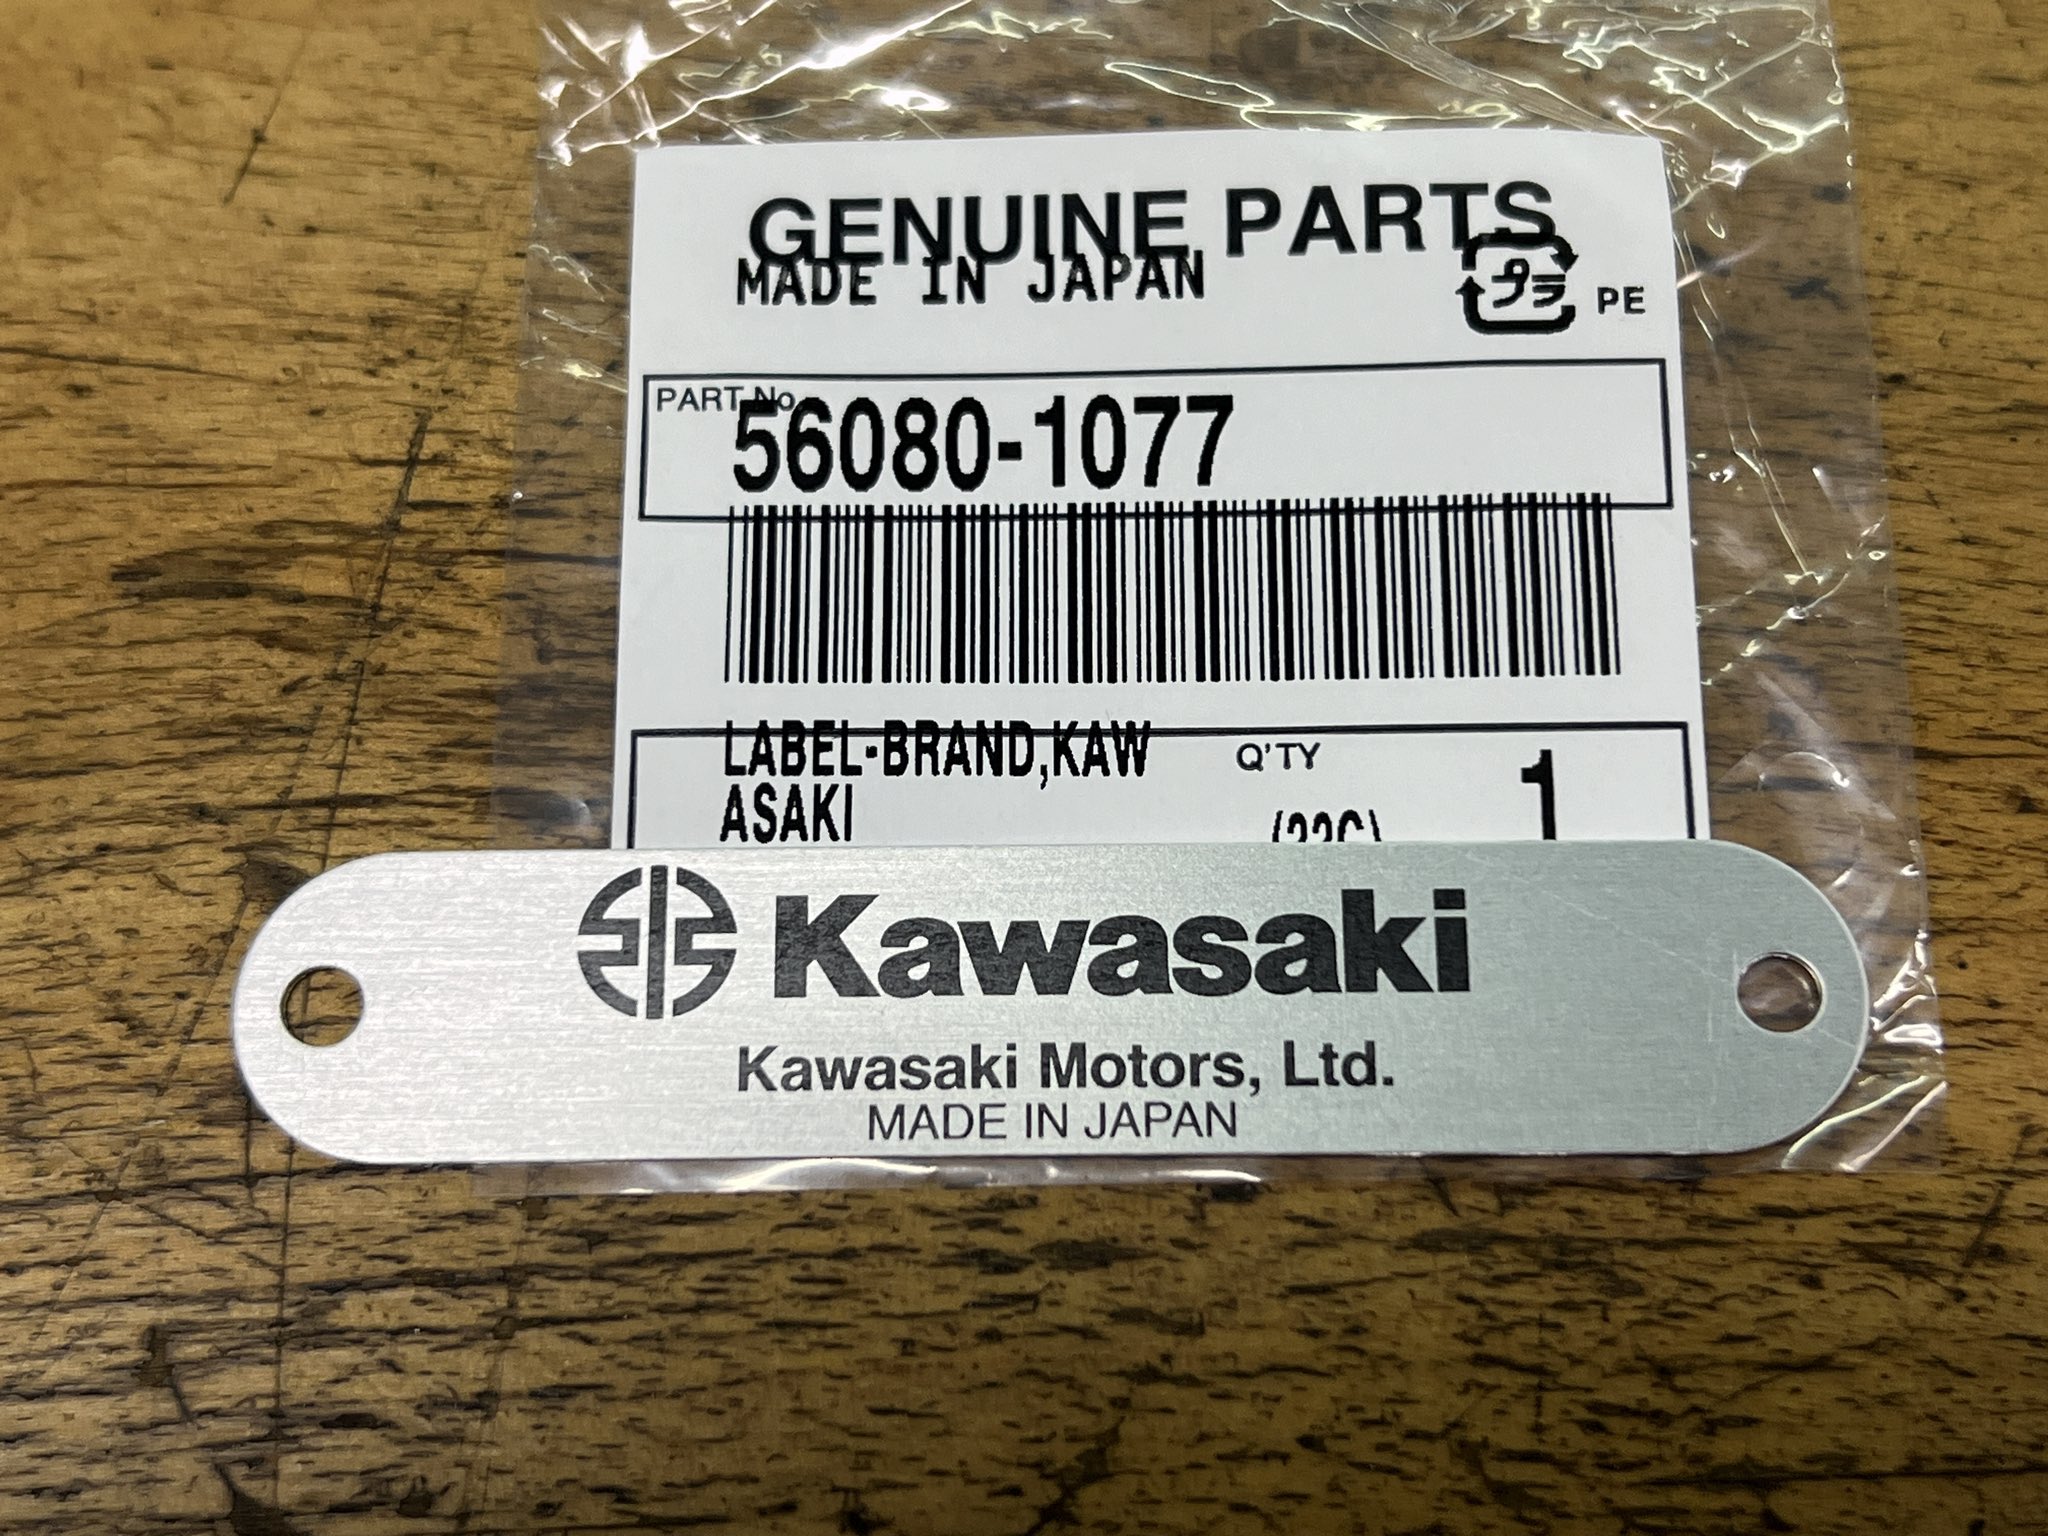 GENUINE PARTS
MADE IN JAPAN
プラ PE
PART No.
56080-1077
LABEL-BRAND,KAW
ASAKI
Q'TY
1
Kawasaki
Kawasaki Motors, Ltd.
MADE IN JAPAN